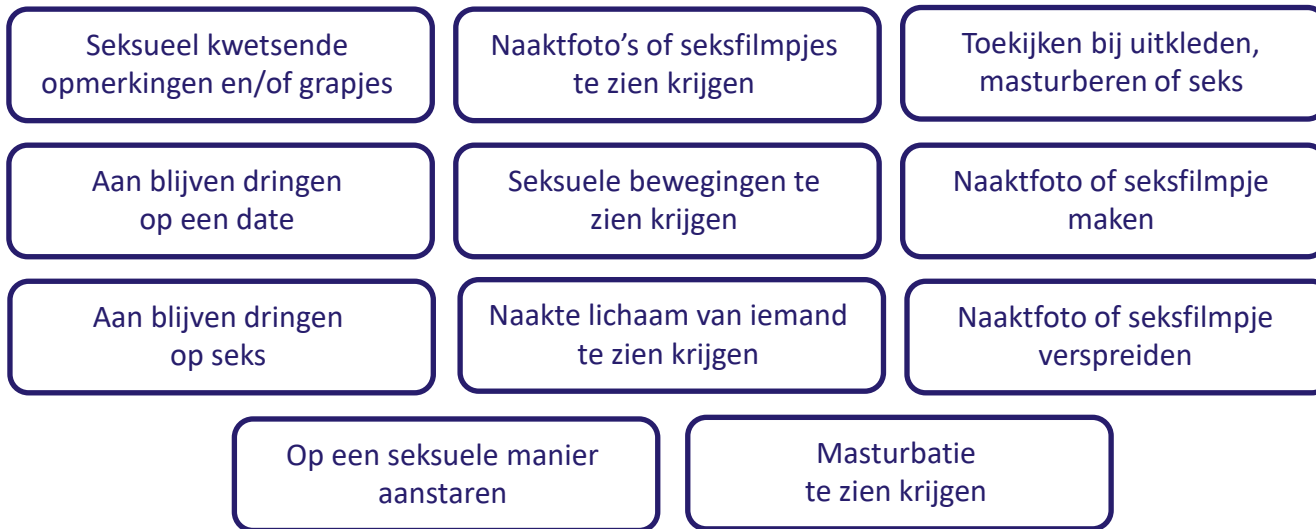 Seksueel kwetsende
opmerkingen en/of grapjes
Naaktfoto’s of seksfilmpjes
te zien krijgen
Toekijken bij uitkleden,
masturberen of seks
Aan blijven dringen
op een date
Seksuele bewegingen te
zien krijgen
Naaktfoto of seksfilmpje
maken
Aan blijven dringen
op seks
Naakte lichaam van iemand
te zien krijgen
Naaktfoto of seksfilmpje
verspreiden
Op een seksuele manier
aanstaren
Masturbatie
te zien krijgen